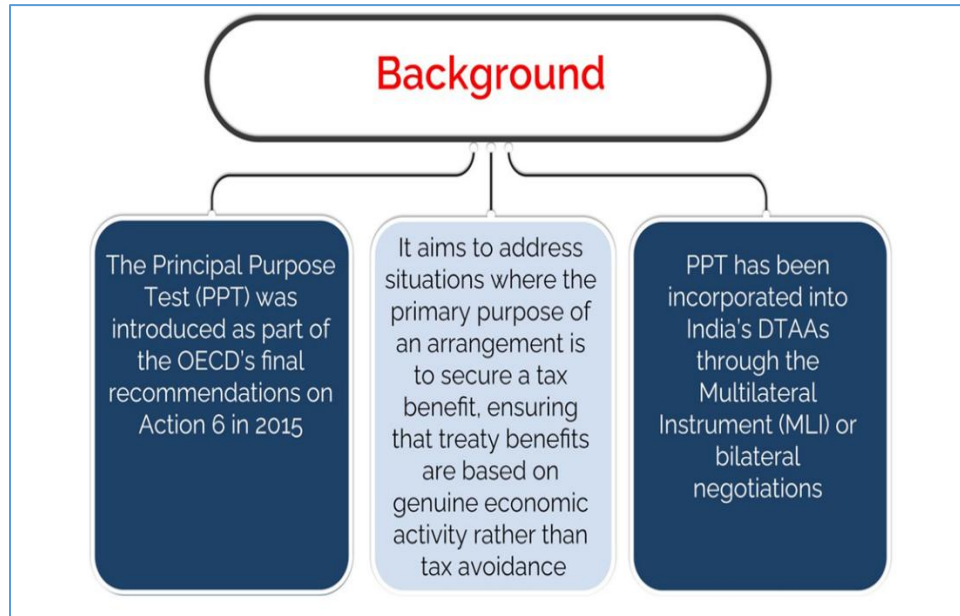 Background
The Principal Purpose
Test (PPT) was
introduced as part of
the OECD's final
recommendations on
Action 6 in 2015
It aims to address
situations where the
primary purpose of
an arrangement is
to secure a tax
benefit, ensuring
that treaty benefits
are based on
genuine economic
activity rather than
tax avoidance
PPT has been
incorporated into
India's DTAAs
through the
Multilateral
Instrument (MLI) or
bilateral
negotiations